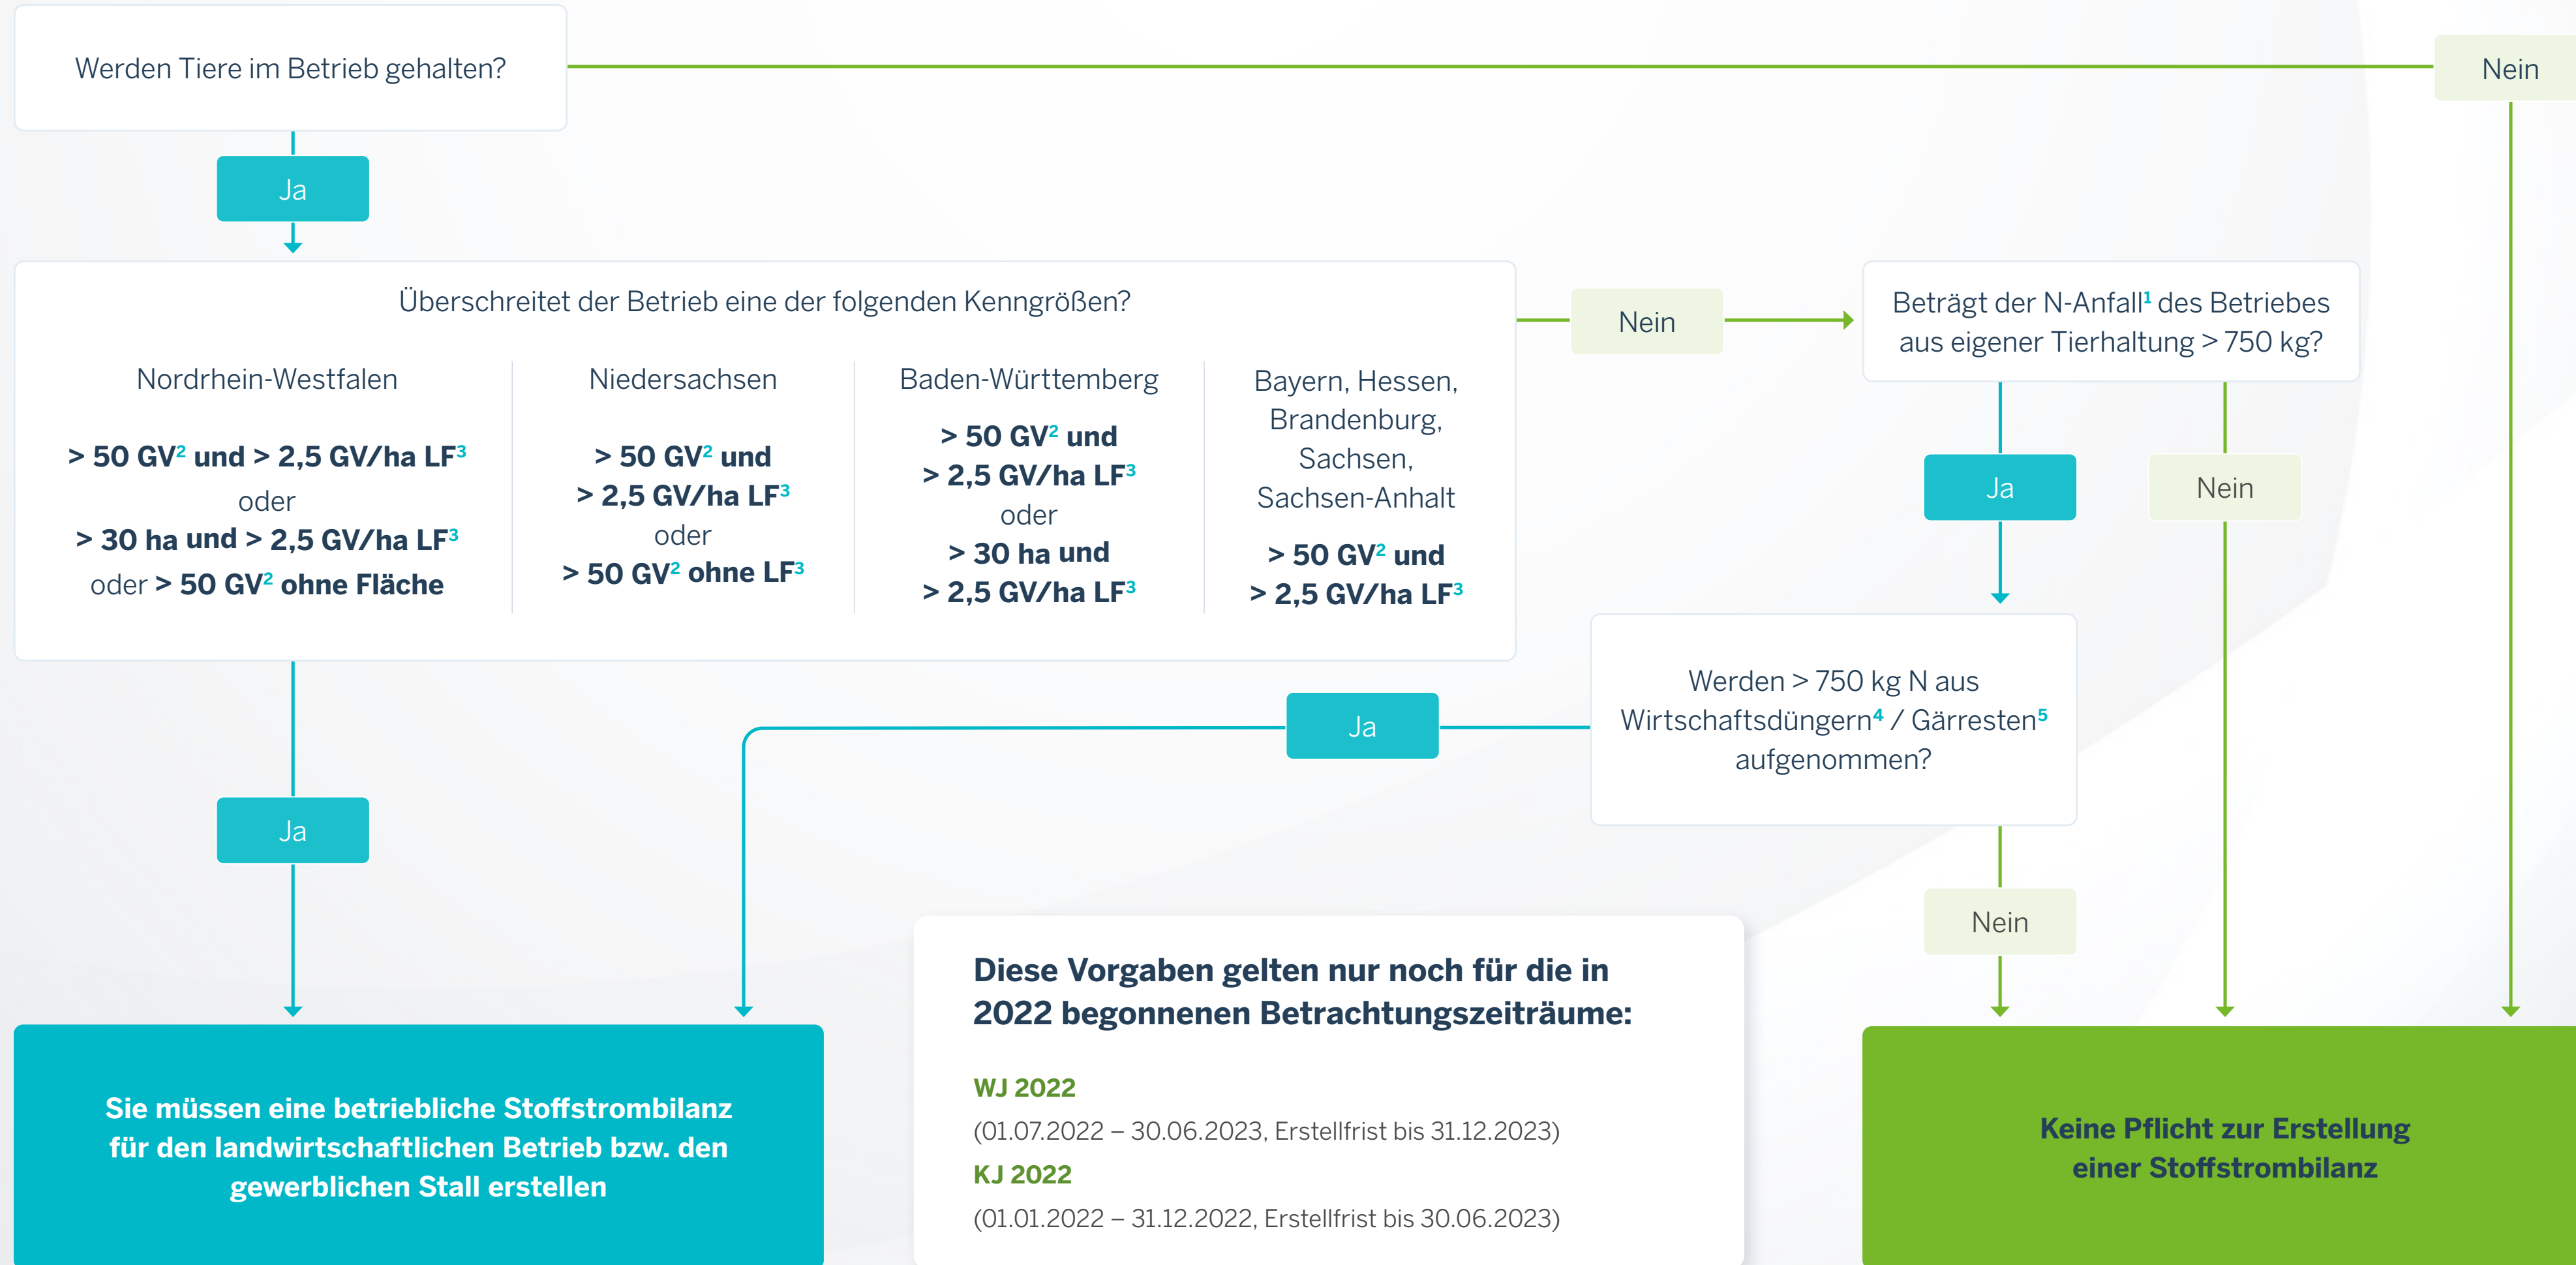 Werden Tiere im Betrieb gehalten?
Nein
Ja
Überschreitet der Betrieb eine der folgenden Kenngrößen?
Nordrhein-Westfalen
> 50 GV² und > 2,5 GV/ha LF³
oder
> 30 ha und > 2,5 GV/ha LF³
oder > 50 GV² ohne Fläche
Niedersachsen
> 50 GV² und
> 2,5 GV/ha LF³
oder
> 50 GV² ohne LF³
Baden-Württemberg
> 50 GV² und
> 2,5 GV/ha LF³
oder
> 30 ha und
> 2,5 GV/ha LF³
Bayern, Hessen,
Brandenburg,
Sachsen,
Sachsen-Anhalt
> 50 GV² und
> 2,5 GV/ha LF³
Nein
Beträgt der N-Anfall¹ des Betriebes
aus eigener Tierhaltung > 750 kg?
Ja
Nein
Werden > 750 kg N aus
Wirtschaftsdüngern⁴ / Gärresten⁵
aufgenommen?
Ja
Ja
Nein
Sie müssen eine betriebliche Stoffstrombilanz
für den landwirtschaftlichen Betrieb bzw. den
gewerblichen Stall erstellen
Diese Vorgaben gelten nur noch für die in
2022 begonnenen Betrachtungszeiträume:
WJ 2022
(01.07.2022 – 30.06.2023, Erstellfrist bis 31.12.2023)
KJ 2022
(01.01.2022 – 31.12.2022, Erstellfrist bis 30.06.2023)
Keine Pflicht zur Erstellung
einer Stoffstrombilanz